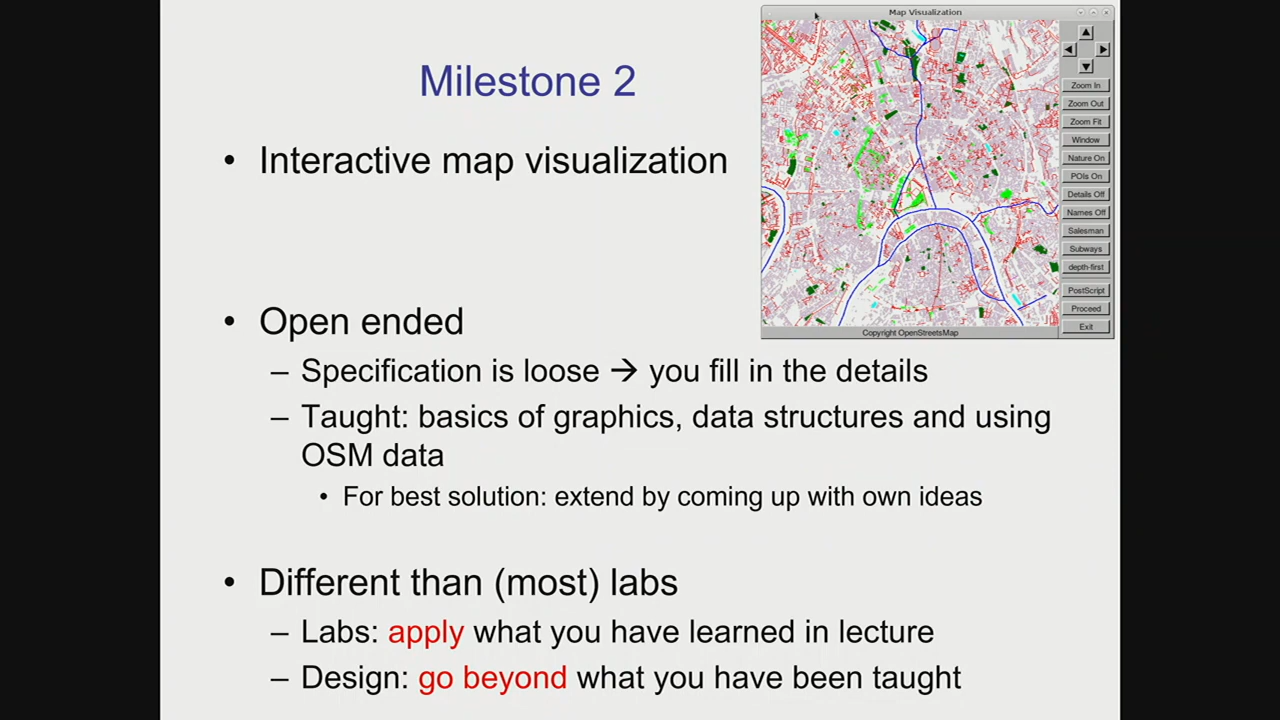 Milestone 2
• Interactive map visualization
• Open ended
– Specification is loose → you fill in the details
– Taught: basics of graphics, data structures and using
OSM data
• For best solution: extend by coming up with own ideas
• Different than (most) labs
– Labs: apply what you have learned in lecture
– Design: go beyond what you have been taught
Map Visualization
Zoom In
Zoom Out
Zoom Fit
Window
Nature On
POIs On
Details Off
Names Off
Salesman
Subways
depth-first
PostScript
Proceed
Exit
Copyright OpenStreetsMap